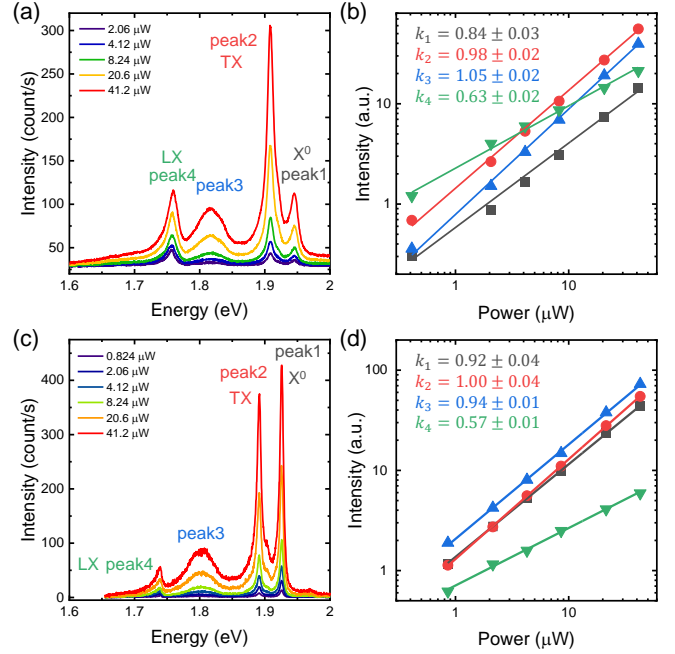 (a)
2.06 μW
4.12 μW
8.24 μW
20.6 μW
41.2 μW
peak2
TX
LX
peak4
peak3
X⁰
peak1
Intensity (count/s)
300
250
200
150
100
50
1.6
1.7
1.8
1.9
2
Energy (eV)
(b)
k₁ = 0.84 ± 0.03
k₂ = 0.98 ± 0.02
k₃ = 1.05 ± 0.02
k₄ = 0.63 ± 0.02
Intensity (a.u.)
10
1
1
10
Power (μW)
(c)
0.824 μW
2.06 μW
4.12 μW
8.24 μW
20.6 μW
41.2 μW
peak1
peak2
X⁰
TX
peak3
LX peak4
Intensity (count/s)
400
300
200
100
0
1.6
1.7
1.8
1.9
2
Energy (eV)
(d)
k₁ = 0.92 ± 0.04
k₂ = 1.00 ± 0.04
k₃ = 0.94 ± 0.01
k₄ = 0.57 ± 0.01
Intensity (a.u.)
100
10
1
1
10
Power (μW)